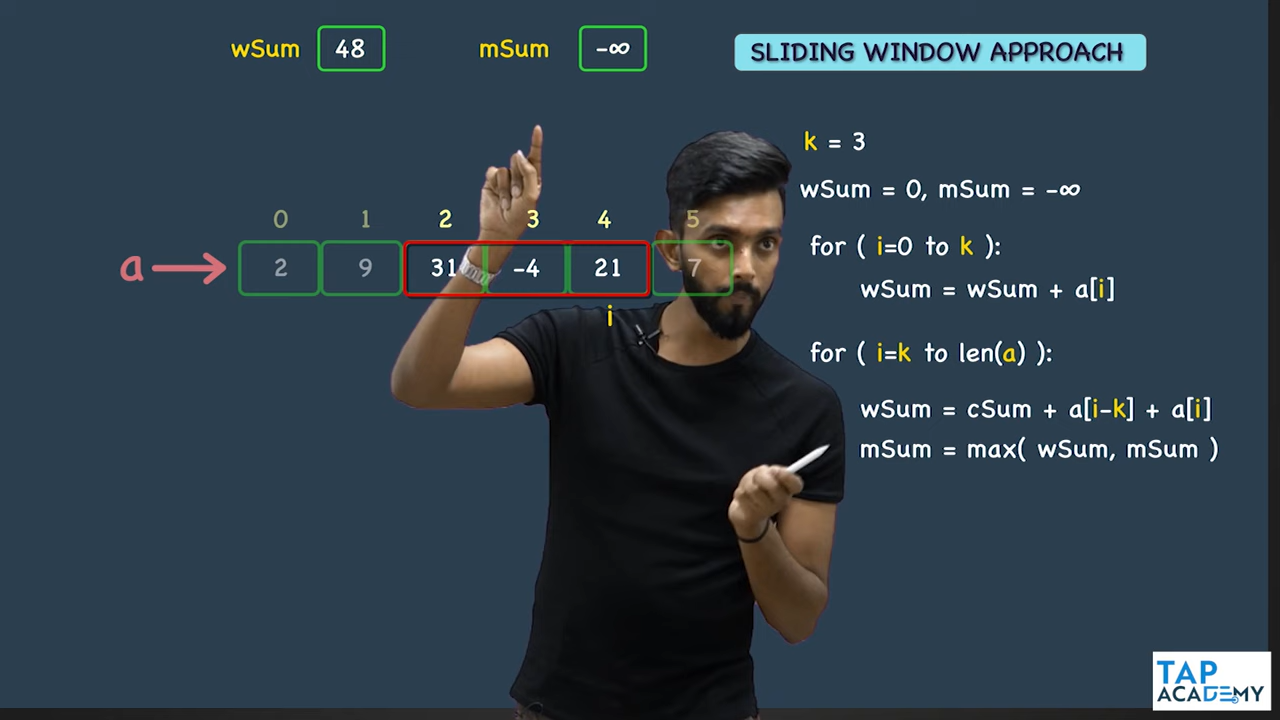 wSum 48 mSum -∞ SLIDING WINDOW APPROACH
k = 3
wSum = 0, mSum = -∞
0 1 2 3 4 5
for ( i=0 to k ):
a 2 9 31 -4 21 7
wSum = wSum + a[i]
i
for ( i=k to len(a) ):
wSum = cSum + a[i-k] + a[i]
mSum = max( wSum, mSum )
TAP
ACADEMY